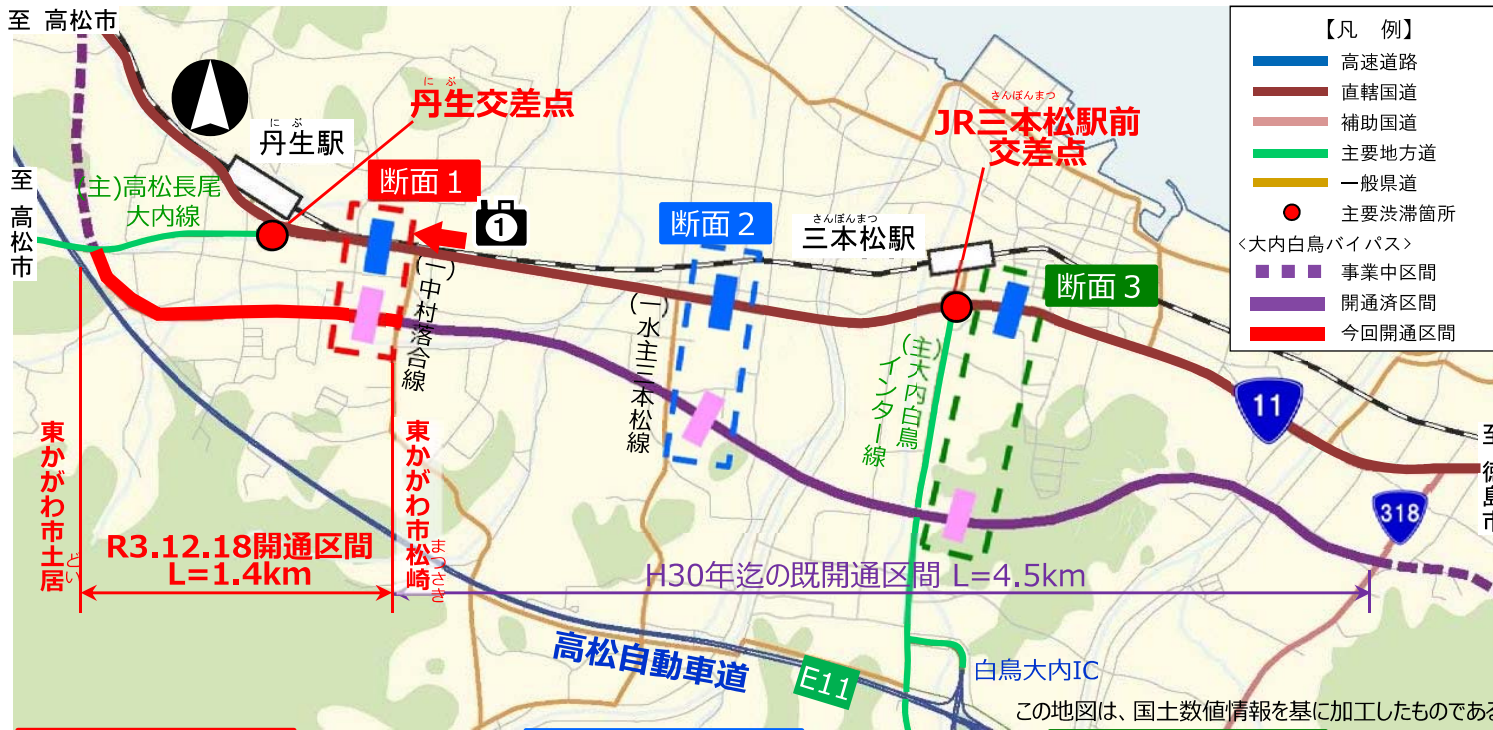 至 高松市
にぶ
丹生交差点
にぶ
丹生駅
至 高松市
(主)高松長尾
大内線
断面１
1
断面２
さんぼんまつ
三本松駅
さんぼんまつ
JR三本松駅前
交差点
断面３
(一)中村落合線
(一)水主三本松線
(主)大内白鳥
インター線
11
318
至 徳島市
東かがわ市土居
どい
東かがわ市松崎
まつさき
R3.12.18開通区間
L=1.4km
H30年迄の既開通区間 L=4.5km
高松自動車道
E11
白鳥大内IC
この地図は、国土数値情報を基に加工したものである
【凡 例】
高速道路
直轄国道
補助国道
主要地方道
一般県道
主要渋滞箇所
<大内白鳥バイパス>
事業中区間
開通済区間
今回開通区間